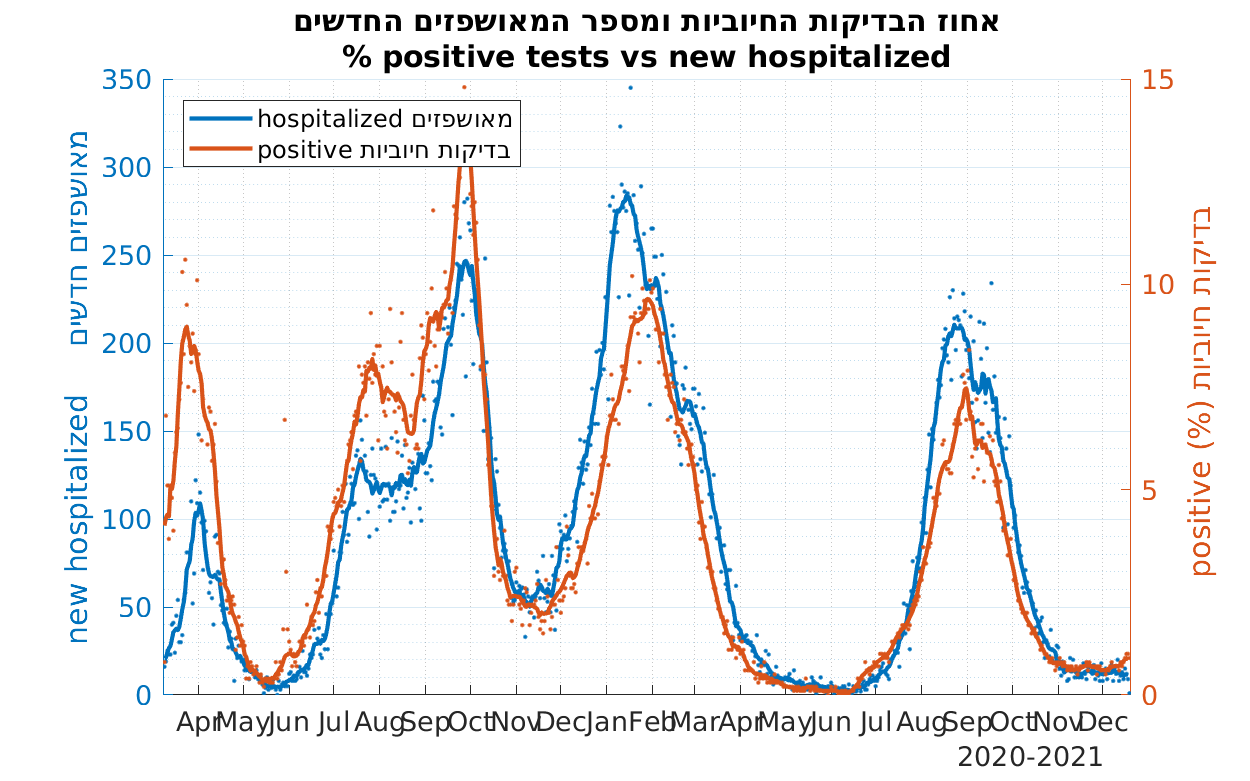 אחוז הבדיקות החיוביות ומספר המאושפזים החדשים
% positive tests vs new hospitalized
350
300
250
200
150
100
50
0
new hospitalized מאושפזים חדשים
hospitalized מאושפזים
positive בדיקות חיוביות
15
10
5
0
positive (%) בדיקות חיוביות
Apr May Jun Jul Aug Sep Oct Nov Dec Jan Feb Mar Apr May Jun Jul Aug Sep Oct Nov Dec
2020-2021